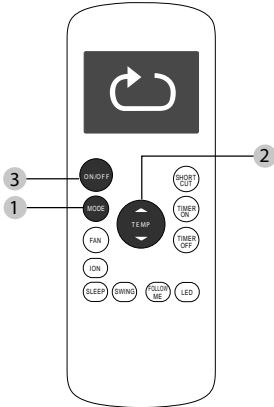 ON/OFF
SHORT
CUT
MODE
TEMP
TIMER
ON
FAN
TIMER
OFF
ION
SLEEP
SWING
FOLLOW
ME
LED
1
2
3